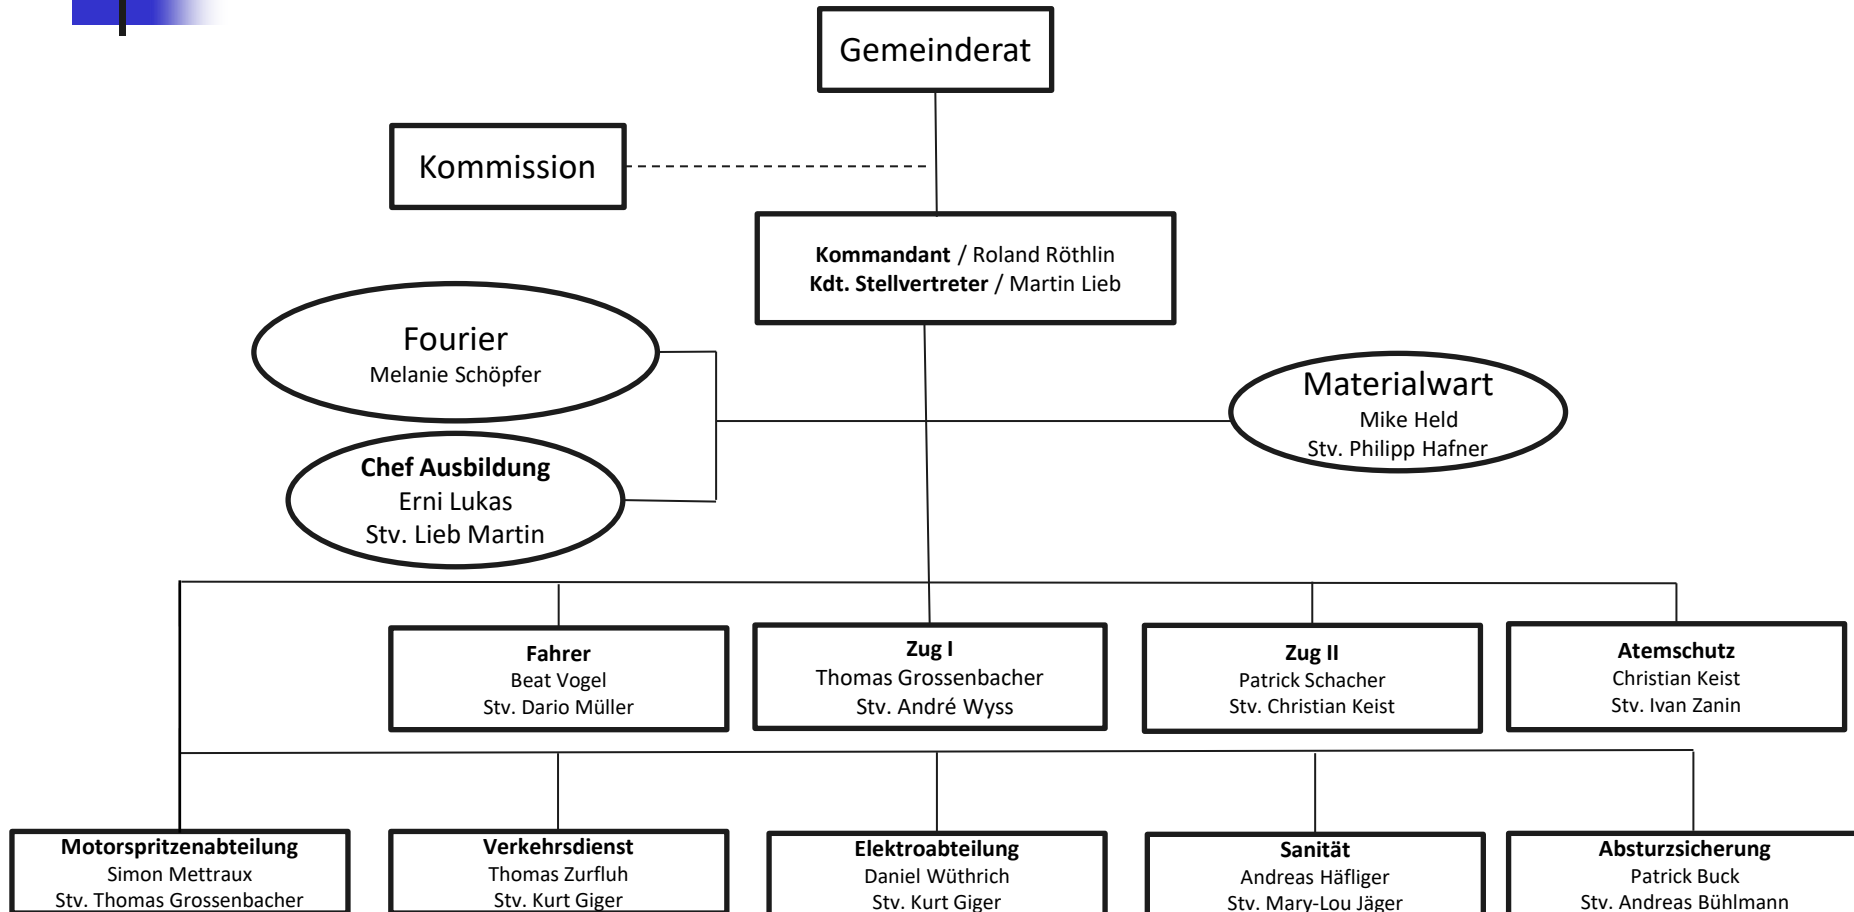 Gemeinderat
Kommission
Kommandant / Roland Röthlin
Kdt. Stellvertreter / Martin Lieb
Fourier
Melanie Schöpfer
Materialwart
Mike Held
Stv. Philipp Hafner
Chef Ausbildung
Erni Lukas
Stv. Lieb Martin
Fahrer
Beat Vogel
Stv. Dario Müller
Zug I
Thomas Grossenbacher
Stv. André Wyss
Zug II
Patrick Schacher
Stv. Christian Keist
Atemschutz
Christian Keist
Stv. Ivan Zanin
Motorspritzenabteilung
Simon Mettraux
Stv. Thomas Grossenbacher
Verkehrsdienst
Thomas Zurfluh
Stv. Kurt Giger
Elektroabteilung
Daniel Wüthrich
Stv. Kurt Giger
Sanität
Andreas Häfliger
Stv. Mary-Lou Jäger
Absturzsicherung
Patrick Buck
Stv. Andreas Bühlmann